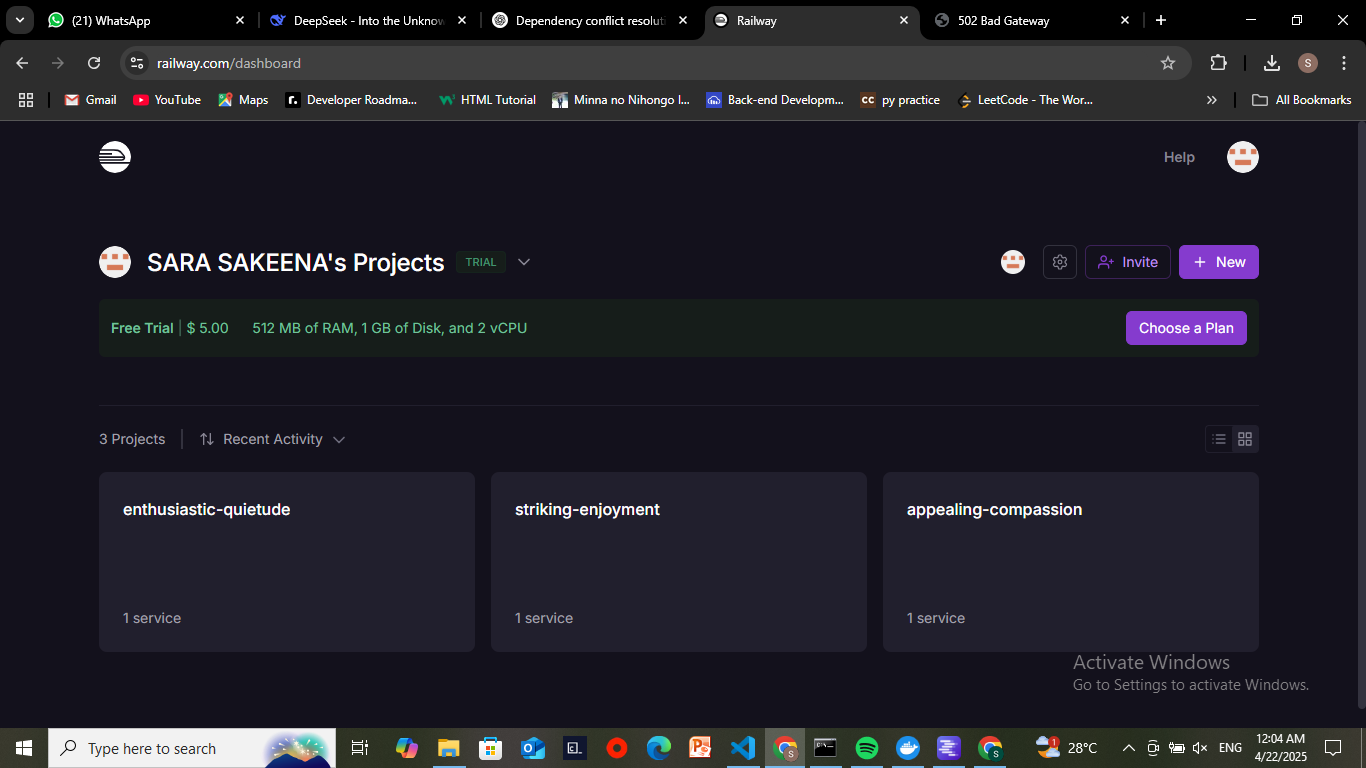 (21) WhatsApp
DeepSeek - Into the Unknow
Dependency conflict resoluti
Railway
502 Bad Gateway
railway.com/dashboard
S
Gmail
YouTube
Maps
Developer Roadma...
HTML Tutorial
Minna no Nihongo I...
Back-end Developm...
CC py practice
LeetCode - The Wor...
All Bookmarks
Help
SARA SAKEENA's Projects
TRIAL
Invite
+ New
Free Trial | $ 5.00
512 MB of RAM, 1 GB of Disk, and 2 vCPU
Choose a Plan
3 Projects
Recent Activity
enthusiastic-quietude
1 service
striking-enjoyment
1 service
appealing-compassion
1 service
Activate Windows
Go to Settings to activate Windows.
Type here to search
28°C
ENG
12:04 AM
4/22/2025